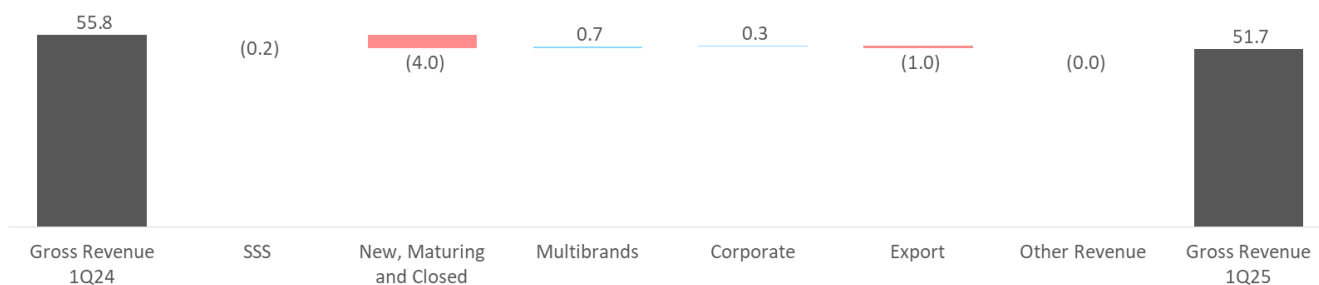 55.8
(0.2)
(4.0)
0.7
0.3
(1.0)
(0.0)
51.7
Gross Revenue
1Q24
SSS
New, Maturing
and Closed
Multibrands
Corporate
Export
Other Revenue
Gross Revenue
1Q25